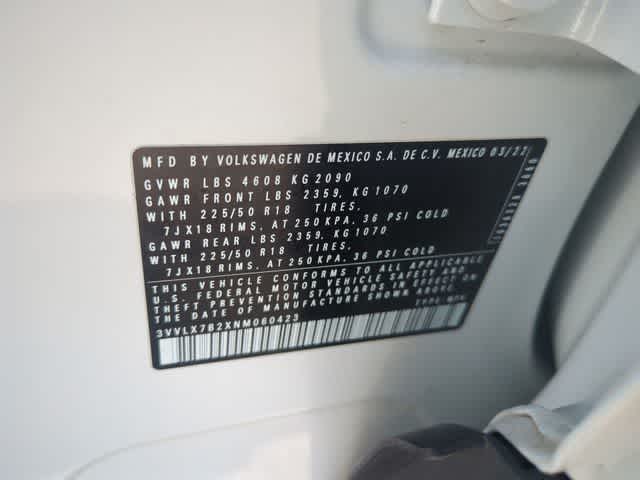 MFD BY VOLKSWAGEN DE MEXICO S.A. DE C.V. MEXICO 03/22
GVWR LBS 4608 KG 2090
GAWR FRONT LBS 2359, KG 1070
WITH 225/50 R18 TIRES,
7JX18 RIMS, AT 250 KPA, 36 PSI COLD
GAWR REAR LBS 2359, KG 1070
WITH 225/50 R18 TIRES,
7JX18 RIMS, AT 250 KPA, 36 PSI COLD
THIS VEHICLE CONFORMS TO ALL APPLICABLE
U.S. FEDERAL MOTOR VEHICLE SAFETY AND
THEFT PREVENTION STANDARDS IN EFFECT ON
THE DATE OF MANUFACTURE SHOWN ABOVE.
3VVLX7B2XNM060423